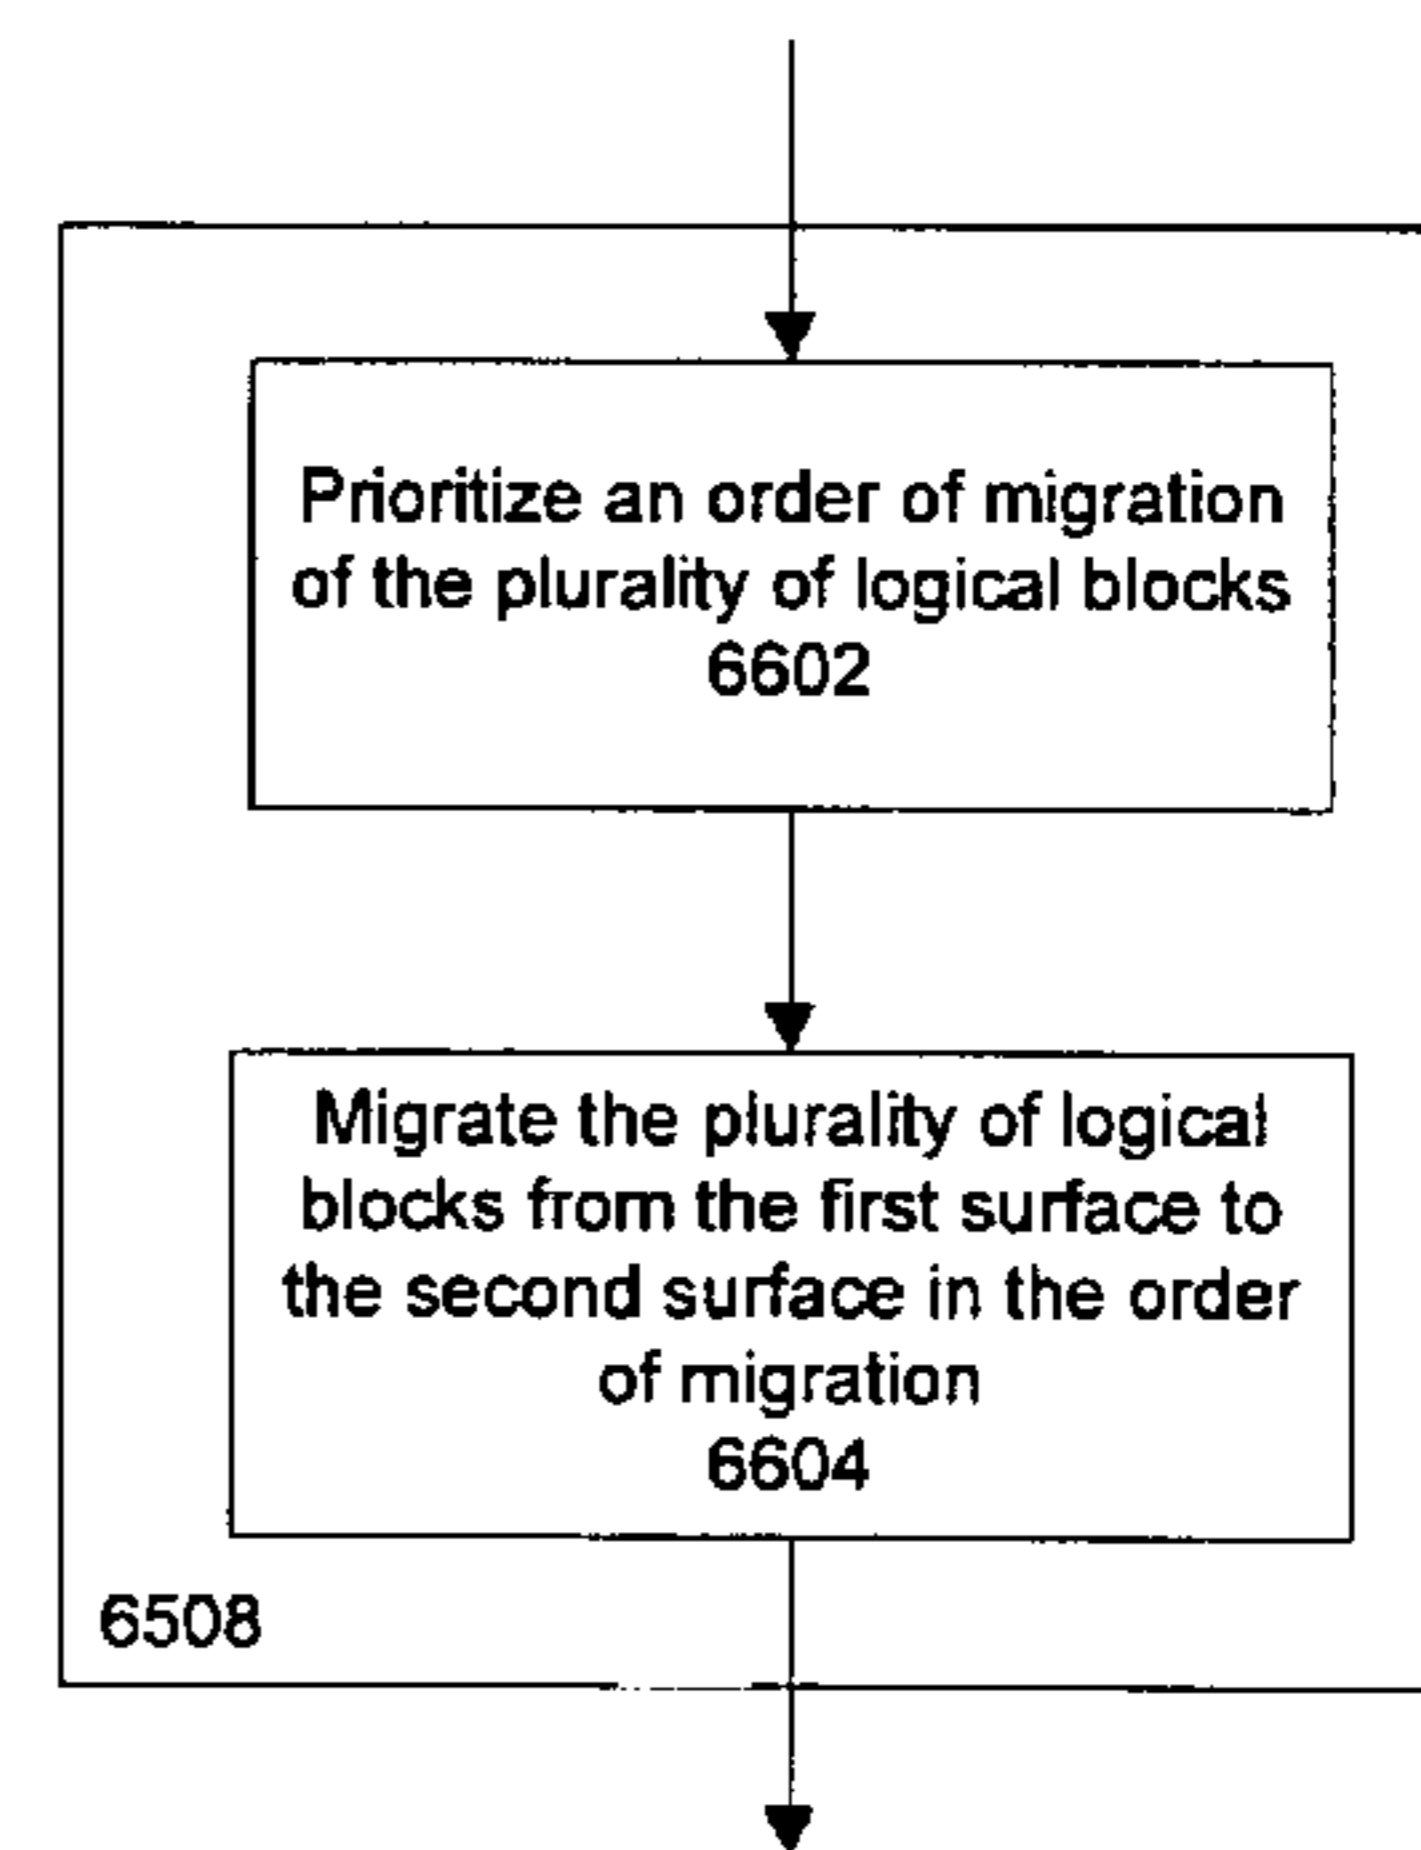 Prioritize an order of migration
of the plurality of logical blocks
6602
Migrate the plurality of logical
blocks from the first surface to
the second surface in the order
of migration
6604
6508